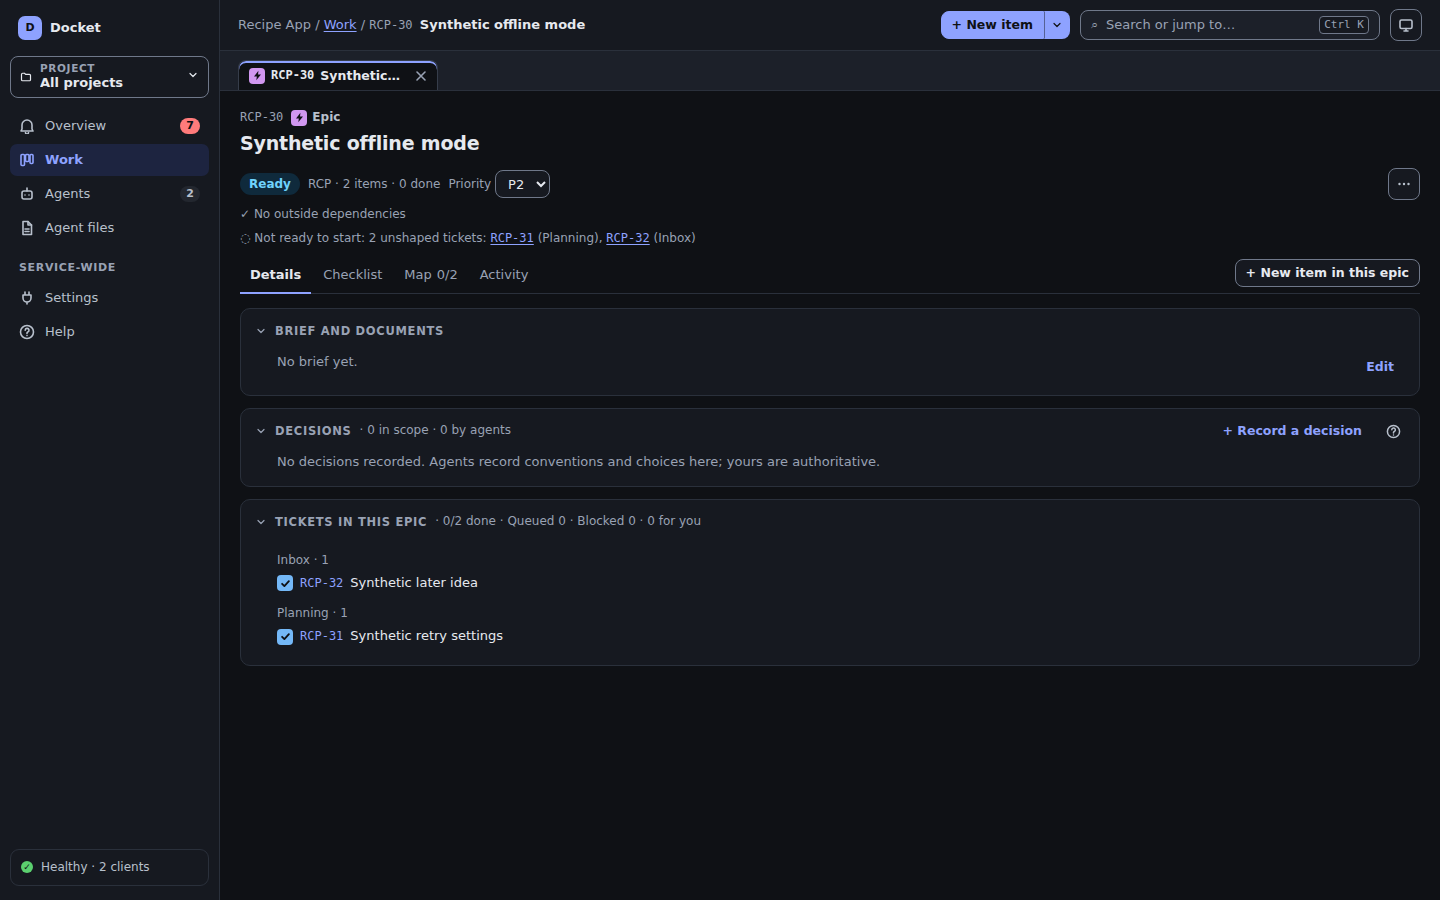 D Docket
PROJECT
All projects
Overview 7
Work
Agents 2
Agent files
SERVICE-WIDE
Settings
Help
Healthy · 2 clients
Recipe App / Work / RCP-30 Synthetic offline mode
+ New item
Search or jump to… Ctrl K
RCP-30 Synthetic…
RCP-30 Epic
Synthetic offline mode
Ready RCP · 2 items · 0 done Priority P2
✓ No outside dependencies
Not ready to start: 2 unshaped tickets: RCP-31 (Planning), RCP-32 (Inbox)
Details Checklist Map 0/2 Activity
+ New item in this epic
BRIEF AND DOCUMENTS
No brief yet.
Edit
DECISIONS · 0 in scope · 0 by agents
+ Record a decision
No decisions recorded. Agents record conventions and choices here; yours are authoritative.
TICKETS IN THIS EPIC · 0/2 done · Queued 0 · Blocked 0 · 0 for you
Inbox · 1
RCP-32 Synthetic later idea
Planning · 1
RCP-31 Synthetic retry settings